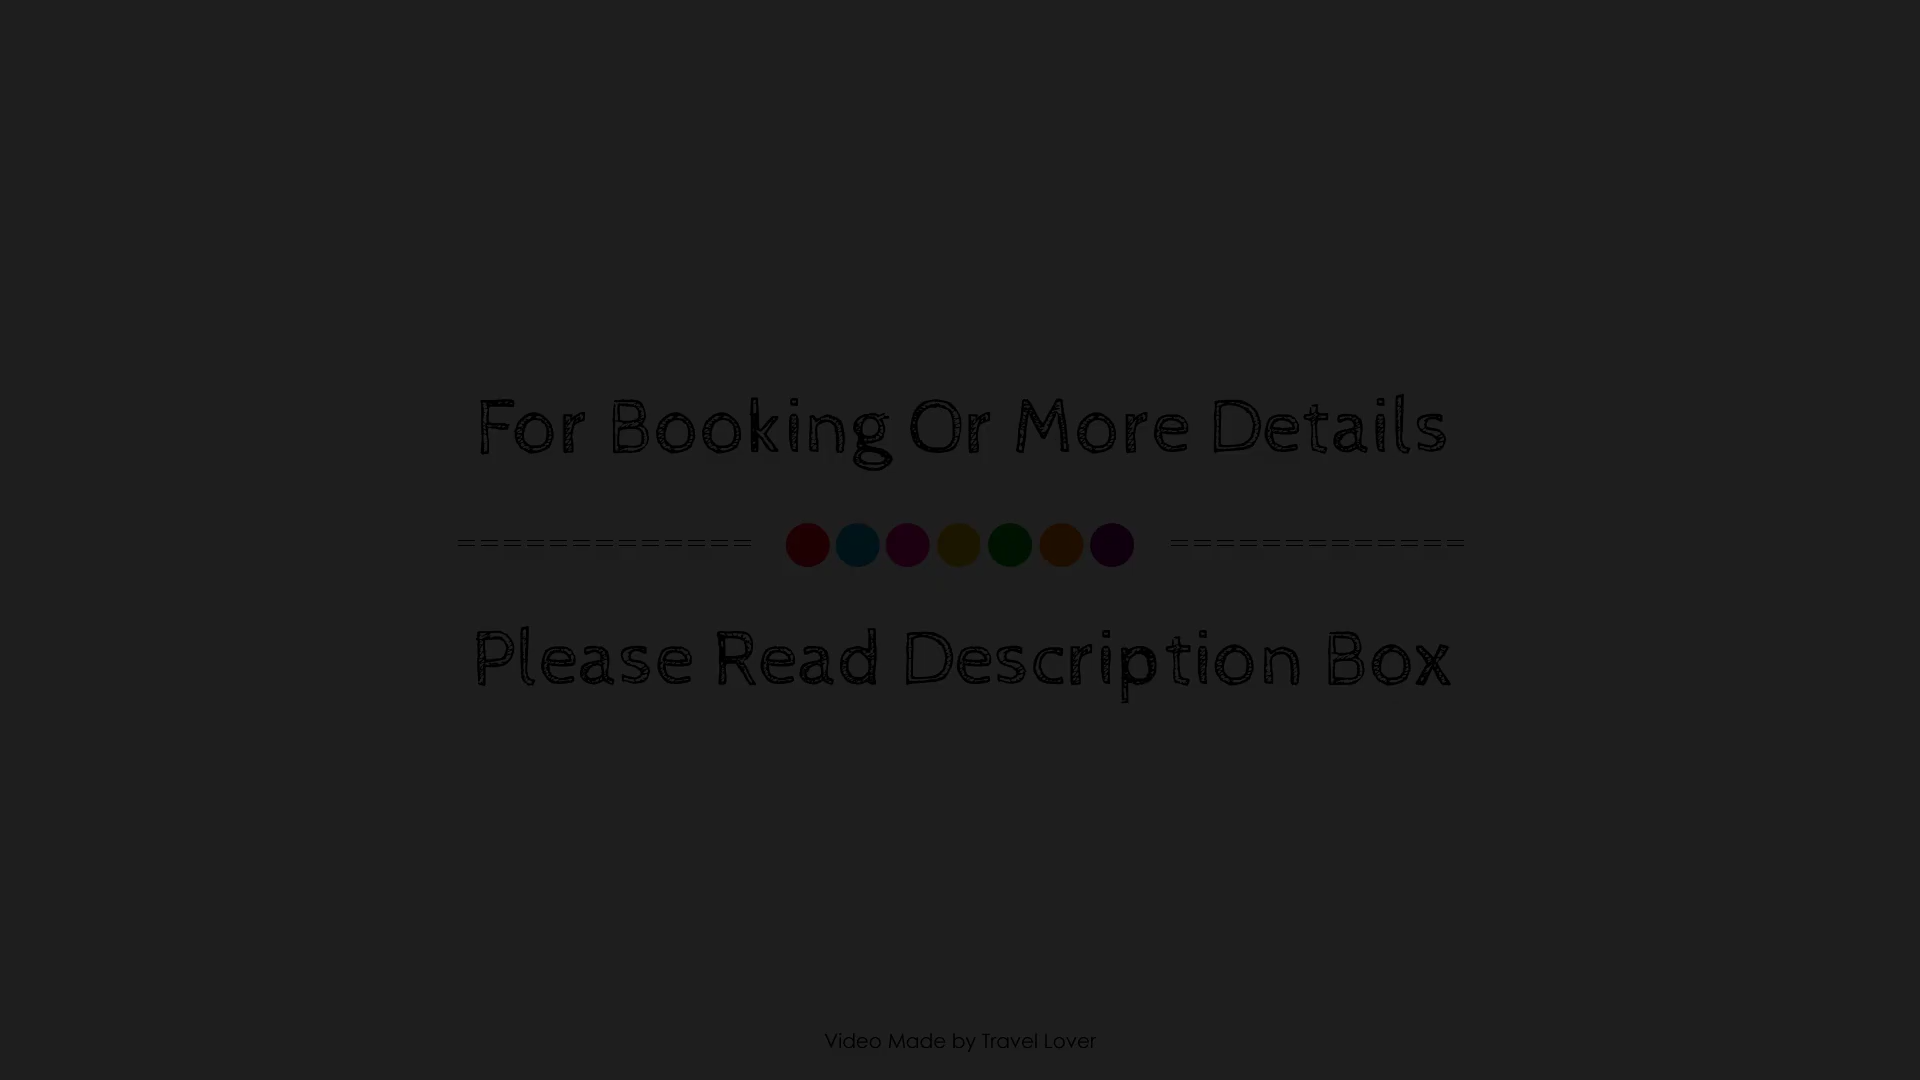 For Booking Or More Details
============= =============
Please Read Description Box
Video Made by Travel Lover